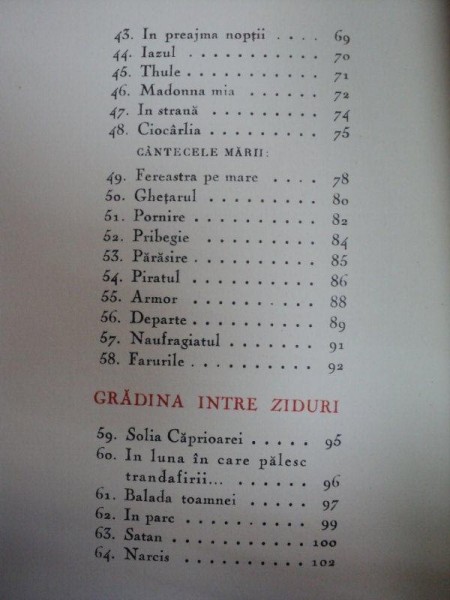 43. In preajma nopții . . . . 69
44. Iazul . . . . . . . . . . . 70
45. Thule . . . . . . . . . . 71
46. Madonna mia . . . . . . 72
47. In strană . . . . . . . . 74
48. Ciocârlia . . . . . . . . 75
CÂNTECELE MĂRII:
49. Fereastra pe mare . . . . 78
50. Ghețarul . . . . . . . . . 80
51. Pornire . . . . . . . . . . 82
52. Pribegie . . . . . . . . . 84
53. Părăsire . . . . . . . . . 85
54. Piratul . . . . . . . . . . 86
55. Armor . . . . . . . . . . 88
56. Departe . . . . . . . . . 89
57. Naufragiatul . . . . . . . 91
58. Farurile . . . . . . . . . 92
GRĂDINA INTRE ZIDURI
59. Solia Căprioarei . . . . . 95
60. In luna în care pălesc
trandafirii... . . . . . . . 96
61. Balada toamnei . . . . . 97
62. In parc . . . . . . . . . 99
63. Satan . . . . . . . . . . 100
64. Narcis . . . . . . . . . 102